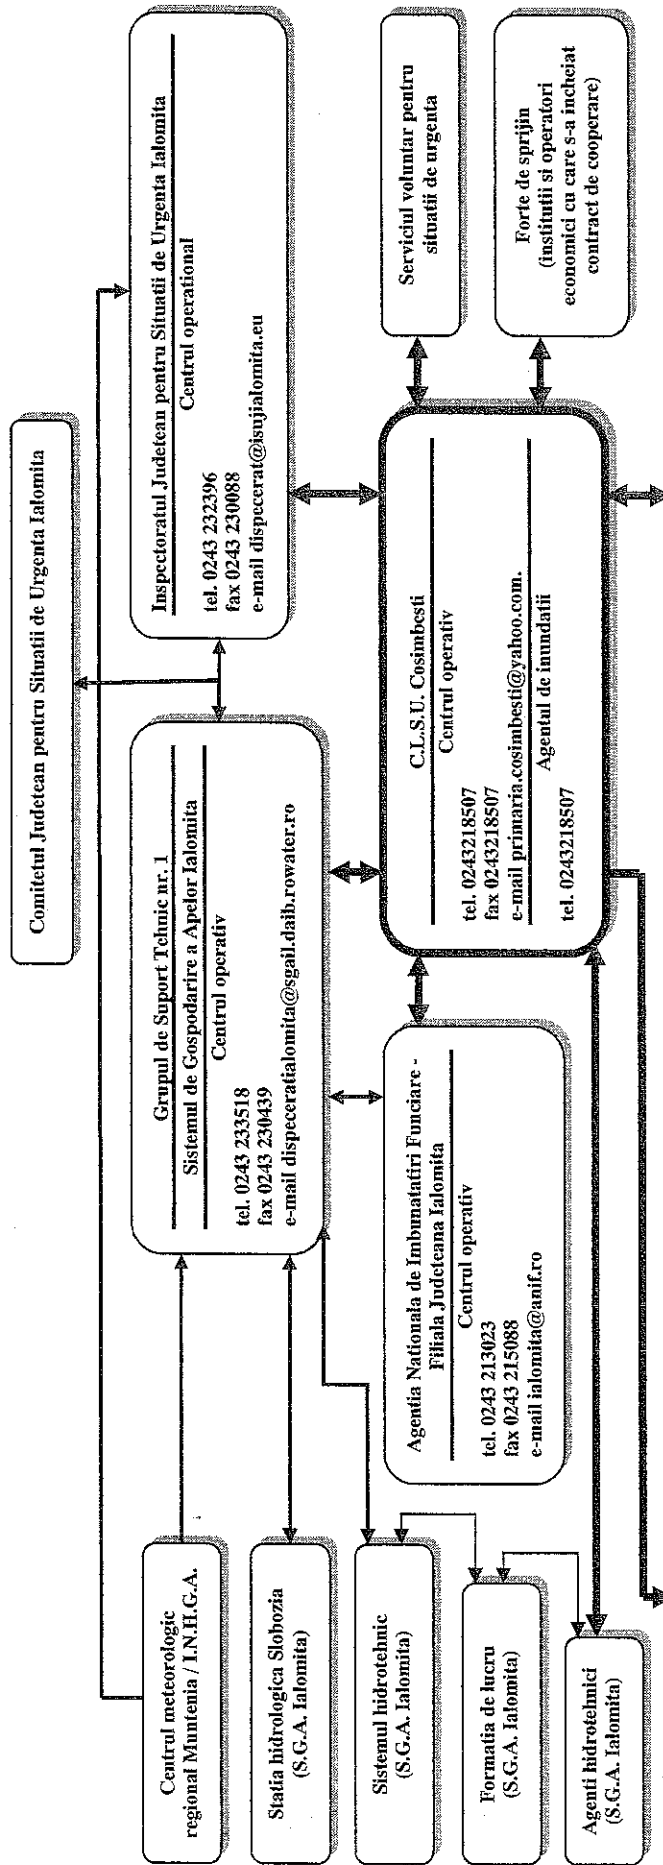 Comitetul Judetean pentru Situatii de Urgenta Ialomita
Centrul meteorologic
regional Muntenia / I.N.H.G.A.
Statia hidrologica Slobozia
(S.G.A. Ialomita)
Sistemul hidrotehnic
(S.G.A. Ialomita)
Formatia de lucru
(S.G.A. Ialomita)
Agenti hidrotehnici
(S.G.A. Ialomita)
Grupul de Suport Tehnic nr. 1
Sistemul de Gospodarire a Apelor Ialomita
Centrul operativ
tel. 0243 233518
fax 0243 230439
e-mail dispeceratialomita@sgail.daib.rowater.ro
Agentia Nationala de Imbunatatiri Funciare -
Filiala Judeteana Ialomita
Centrul operativ
tel. 0243 213023
fax 0243 215088
e-mail ialomita@anif.ro
Inspectoratul Judetean pentru Situatii de Urgenta Ialomita
Centrul operational
tel. 0243 232396
fax 0243 230088
e-mail dispecerat@isujialomita.eu
C.L.S.U. Cosimbesti
Centrul operativ
tel. 0243218507
fax 0243218507
e-mail primaria.cosimbesti@yahoo.com.
Agentul de inundatii
tel. 0243218507
Serviciul voluntar pentru
situatii de urgenta
Forte de sprijin
(institutii si operatori
economici cu care s-a incheiat
contract de cooperare)